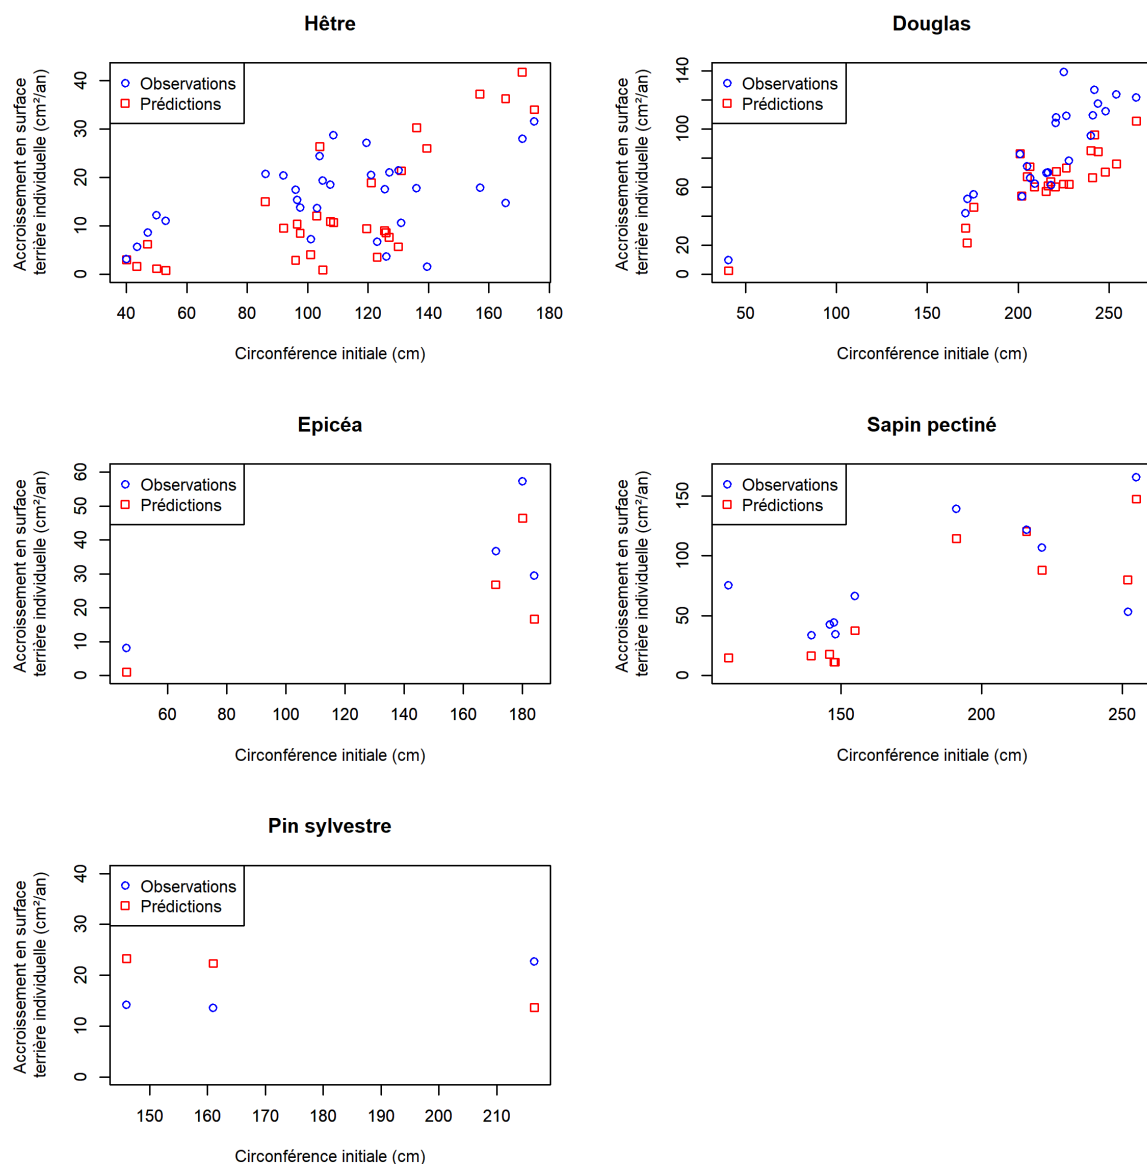 Hêtre
Accroissement en surface
terrière individuelle (cm²/an)
0 10 20 30 40
Observations
Prédictions
40 60 80 100 120 140 160 180
Circonférence initiale (cm)
Douglas
Accroissement en surface
terrière individuelle (cm²/an)
0 20 60 100 140
Observations
Prédictions
50 100 150 200 250
Circonférence initiale (cm)
Epicéa
Accroissement en surface
terrière individuelle (cm²/an)
0 10 20 30 40 50 60
Observations
Prédictions
60 80 100 120 140 160 180
Circonférence initiale (cm)
Sapin pectiné
Accroissement en surface
terrière individuelle (cm²/an)
0 50 100 150
Observations
Prédictions
150 200 250
Circonférence initiale (cm)
Pin sylvestre
Accroissement en surface
terrière individuelle (cm²/an)
0 10 20 30 40
Observations
Prédictions
150 160 170 180 190 200 210
Circonférence initiale (cm)